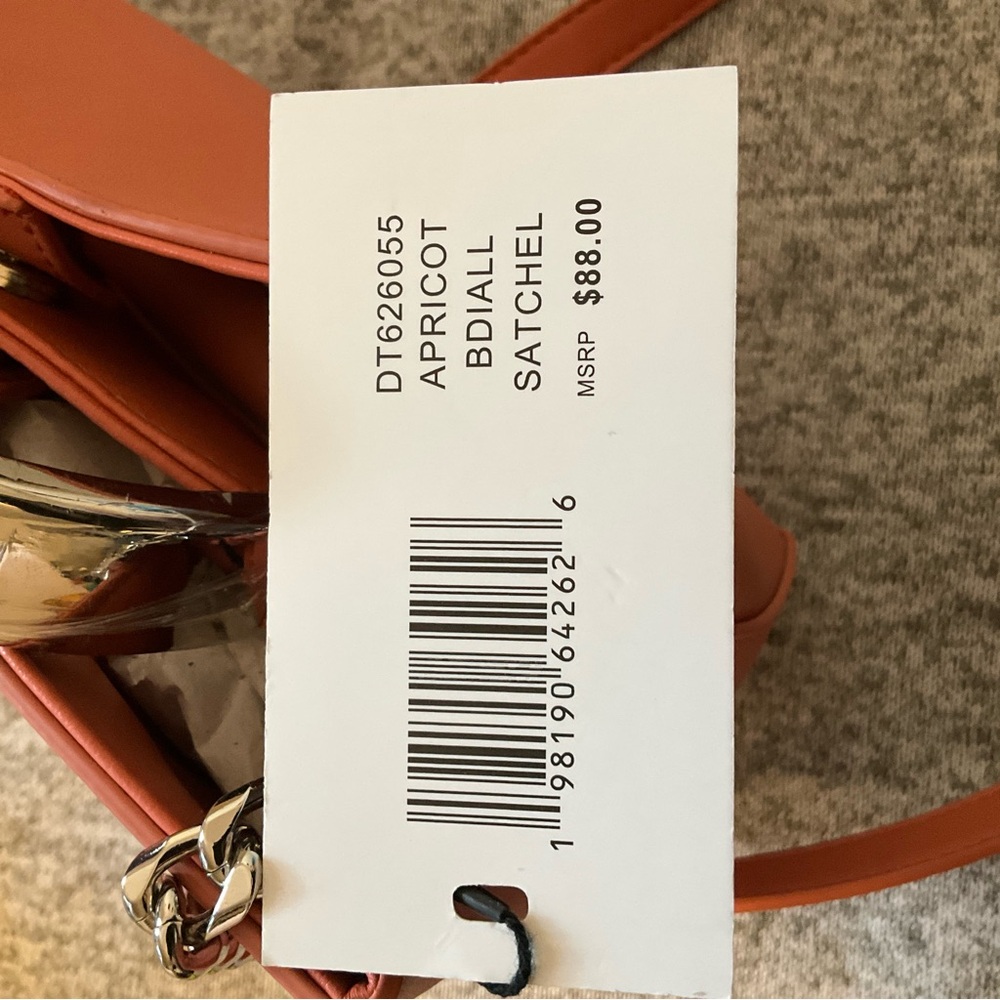 DT626055
APRICOT
BDIALL
SATCHEL
MSRP $88.00
1 98190 64262 6